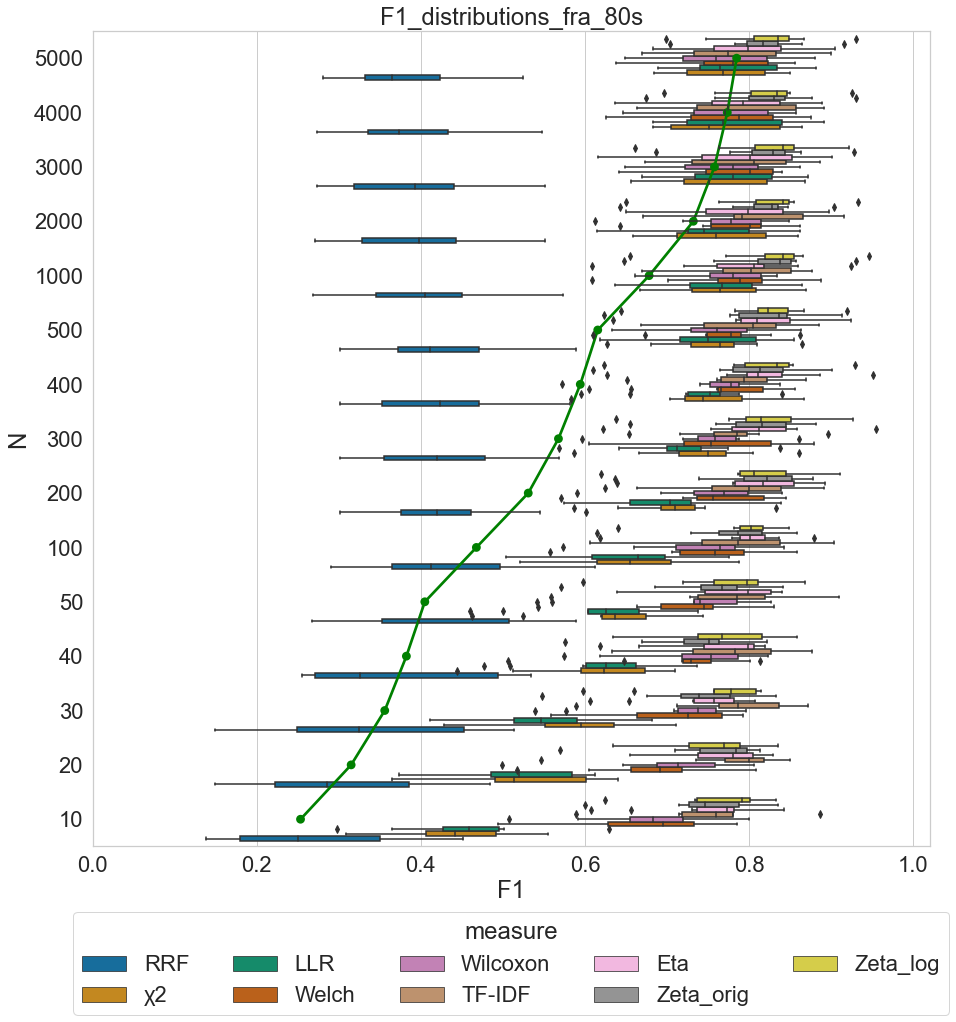 F1_distributions_fra_80s
5000
4000
3000
2000
1000
500
400
300
200
100
50
40
30
20
10
N
0.0 0.2 0.4 0.6 0.8 1.0
F1
measure
RRF LLR Wilcoxon Eta Zeta_log
χ2 Welch TF-IDF Zeta_orig